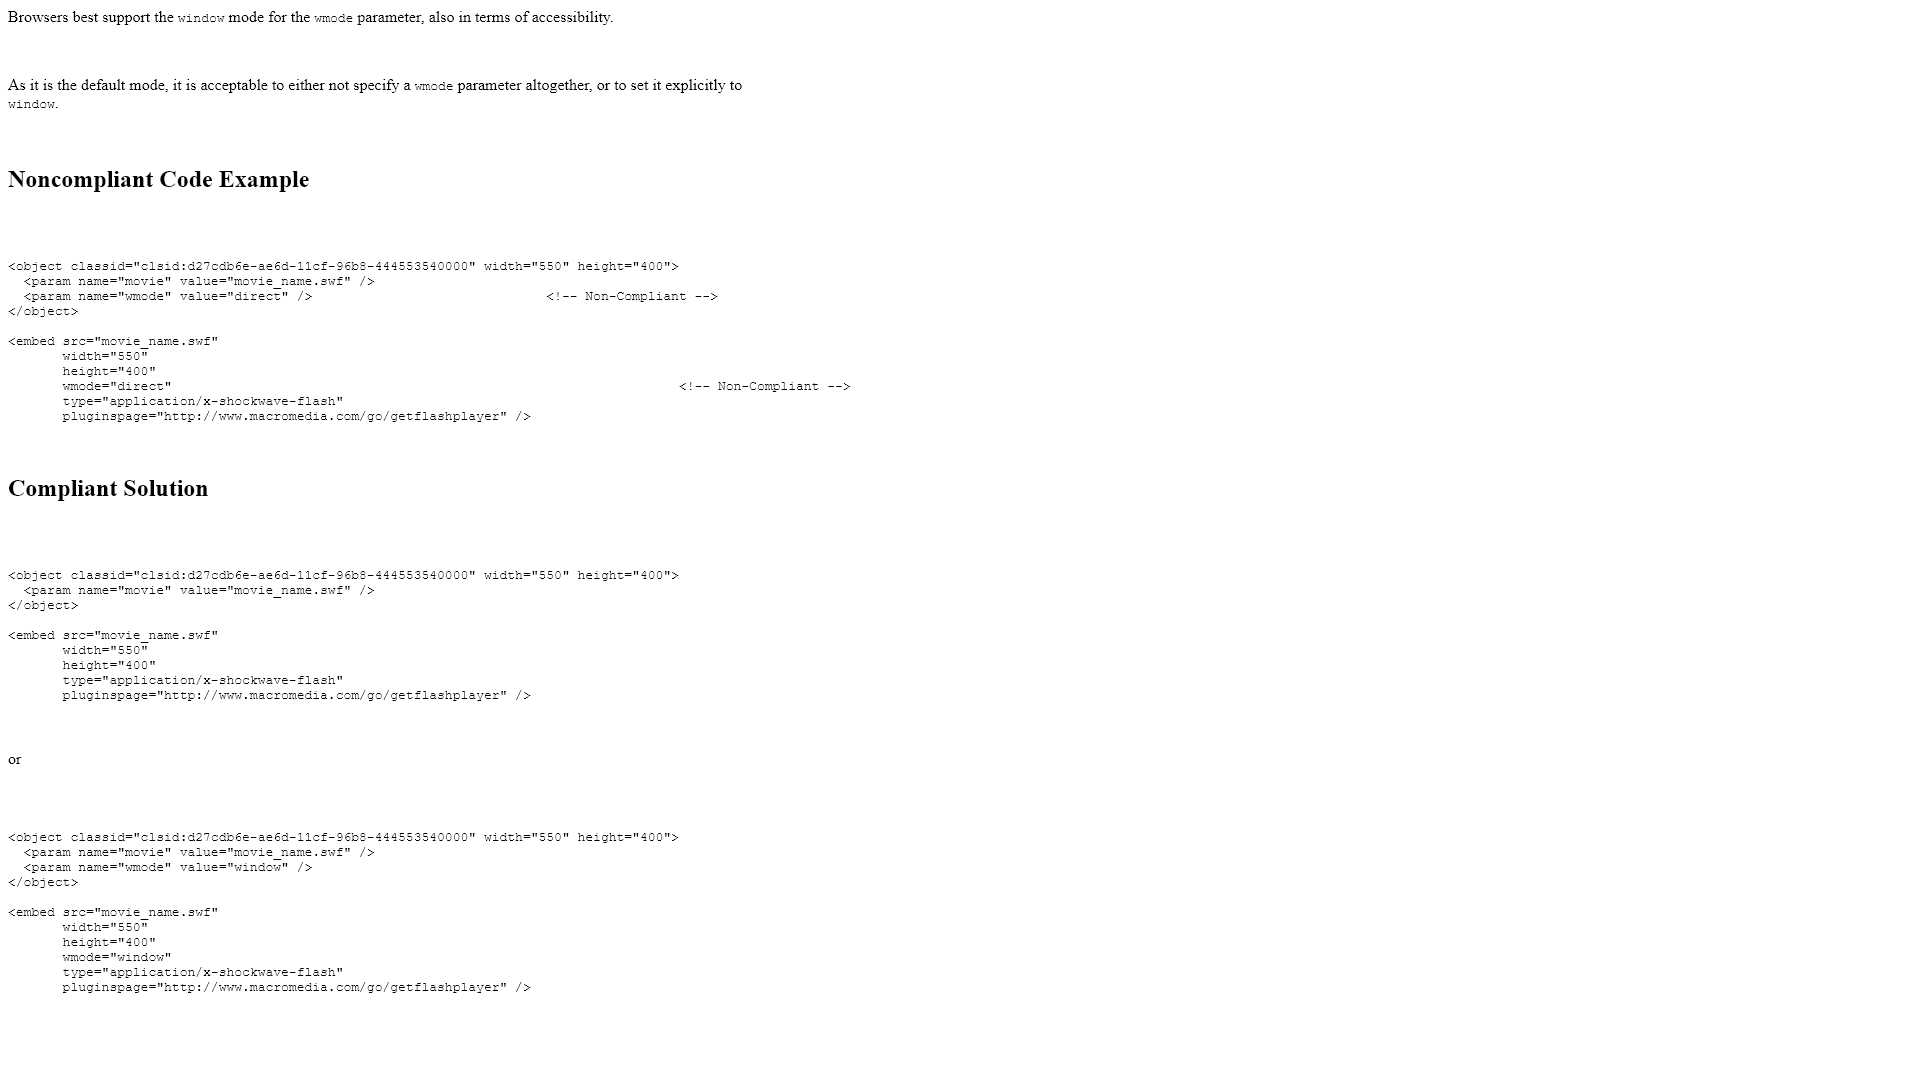 Browsers best support the window mode for the wmode parameter, also in terms of accessibility.
As it is the default mode, it is acceptable to either not specify a wmode parameter altogether, or to set it explicitly to
window.
Noncompliant Code Example
<object classid="clsid:d27cdb6e-ae6d-11cf-96b8-444553540000" width="550" height="400">
  <param name="movie" value="movie_name.swf" />
  <param name="wmode" value="direct" />                              <!-- Non-Compliant -->
</object>
<embed src="movie_name.swf"
       width="550"
       height="400"
       wmode="direct"                                                                 <!-- Non-Compliant -->
       type="application/x-shockwave-flash"
       pluginspage="http://www.macromedia.com/go/getflashplayer" />
Compliant Solution
<object classid="clsid:d27cdb6e-ae6d-11cf-96b8-444553540000" width="550" height="400">
  <param name="movie" value="movie_name.swf" />
</object>
<embed src="movie_name.swf"
       width="550"
       height="400"
       type="application/x-shockwave-flash"
       pluginspage="http://www.macromedia.com/go/getflashplayer" />
or
<object classid="clsid:d27cdb6e-ae6d-11cf-96b8-444553540000" width="550" height="400">
  <param name="movie" value="movie_name.swf" />
  <param name="wmode" value="window" />
</object>
<embed src="movie_name.swf"
       width="550"
       height="400"
       wmode="window"
       type="application/x-shockwave-flash"
       pluginspage="http://www.macromedia.com/go/getflashplayer" />